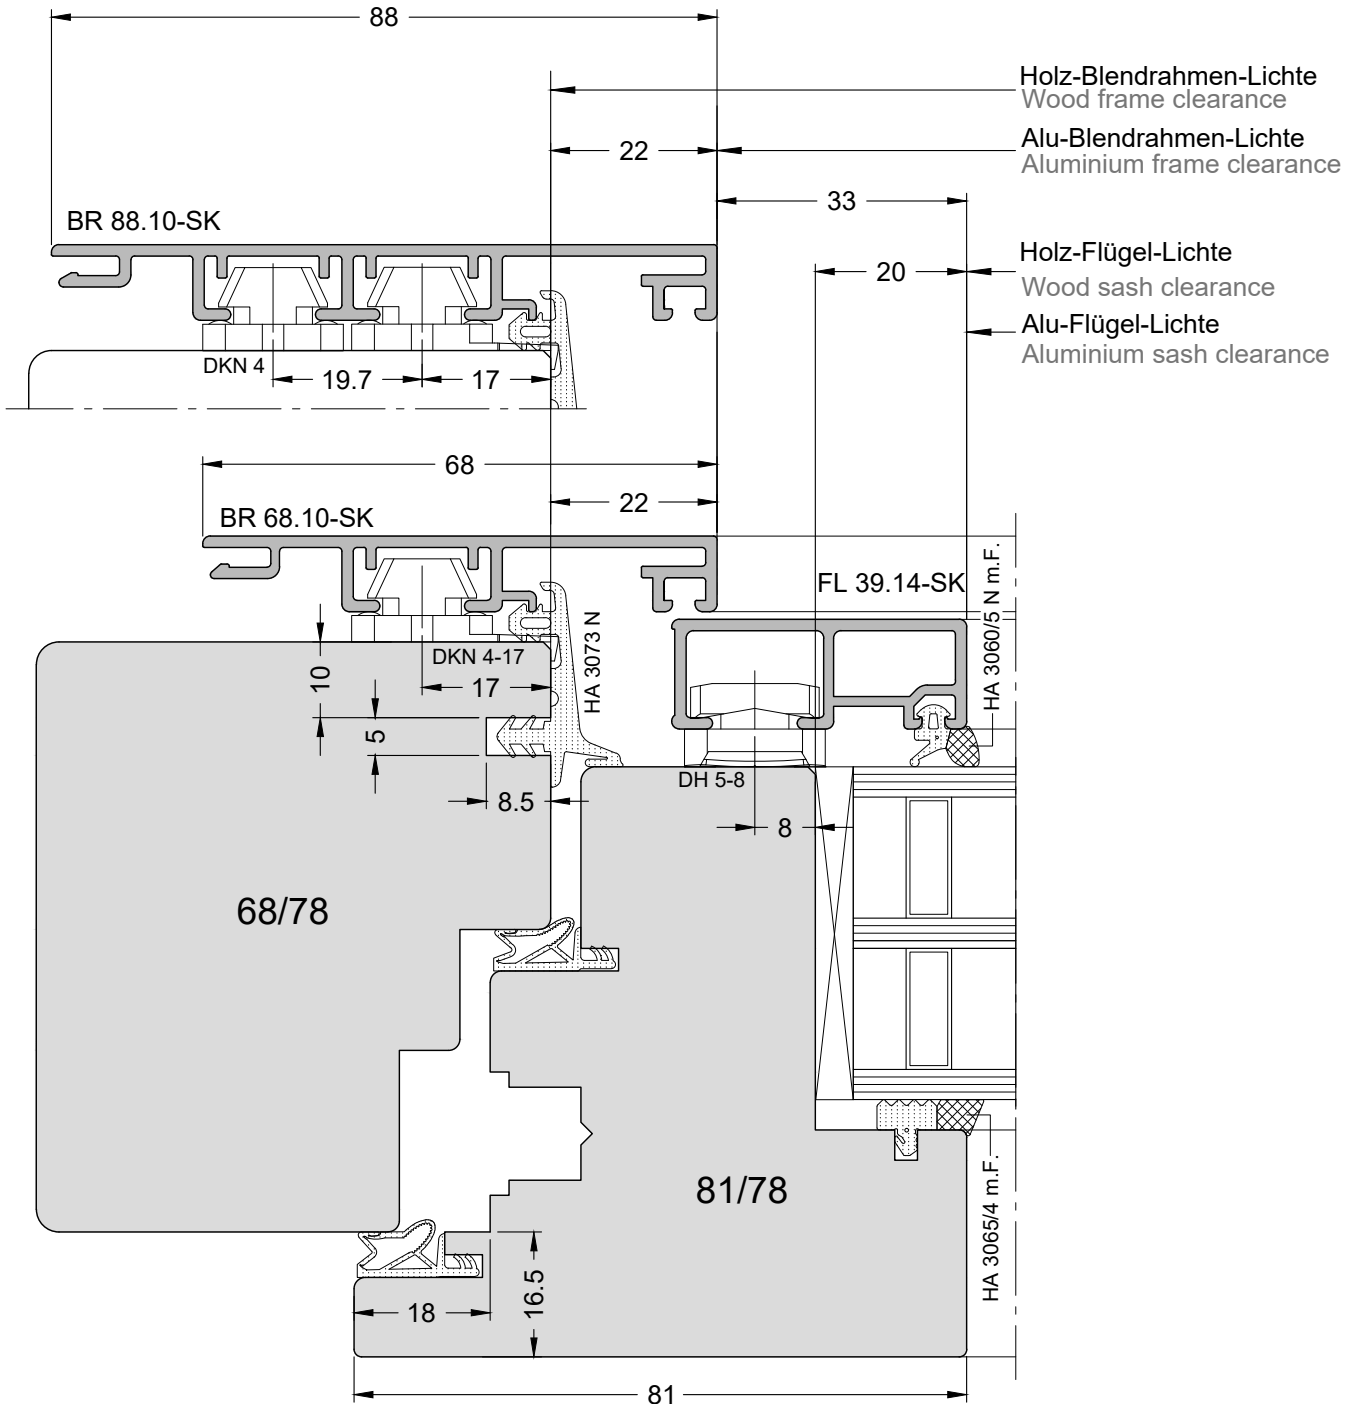 88
Holz-Blendrahmen-Lichte
Wood frame clearance
22
Alu-Blendrahmen-Lichte
Aluminium frame clearance
33
BR 88.10-SK
Holz-Flügel-Lichte
20
Wood sash clearance
Alu-Flügel-Lichte
Aluminium sash clearance
DKN 4
19.7
17
68
22
BR 68.10-SK
FL 39.14-SK
HA 3060/5 N m.F.
HA 3073 N
DKN 4-17
10
17
5
DH 5-8
8.5
8
68/78
81/78
HA 3065/4 m.F.
18
16.5
81